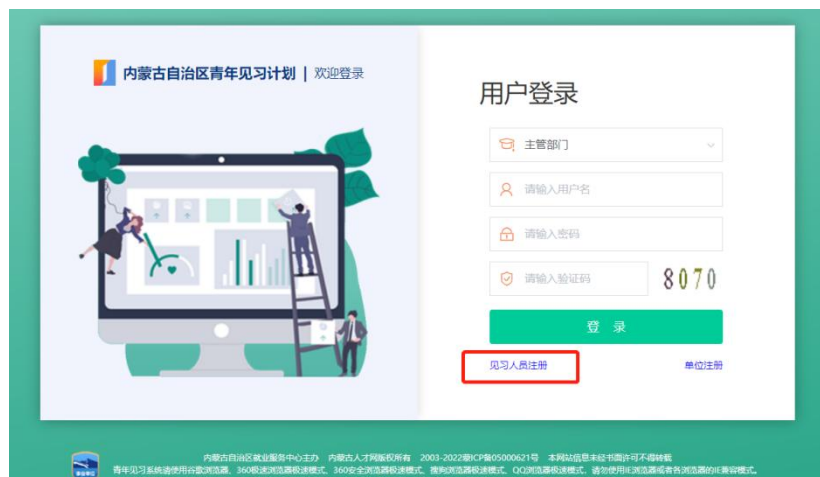 内蒙古自治区青年见习计划 | 欢迎登录
用户登录
主管部门
请输入用户名
请输入密码
请输入验证码
8070
登 录
见习人员注册
单位注册
内蒙古自治区就业服务中心主办 内蒙古人才网版权所有 2003-2022蒙ICP备05000621号 本网站信息未经书面许可不得转载
青年见习系统请使用谷歌浏览器、360极速浏览器极速模式、360安全浏览器极速模式、搜狗浏览器极速模式、QQ浏览器极速模式，请勿使用IE浏览器或者各浏览器的IE兼容模式。